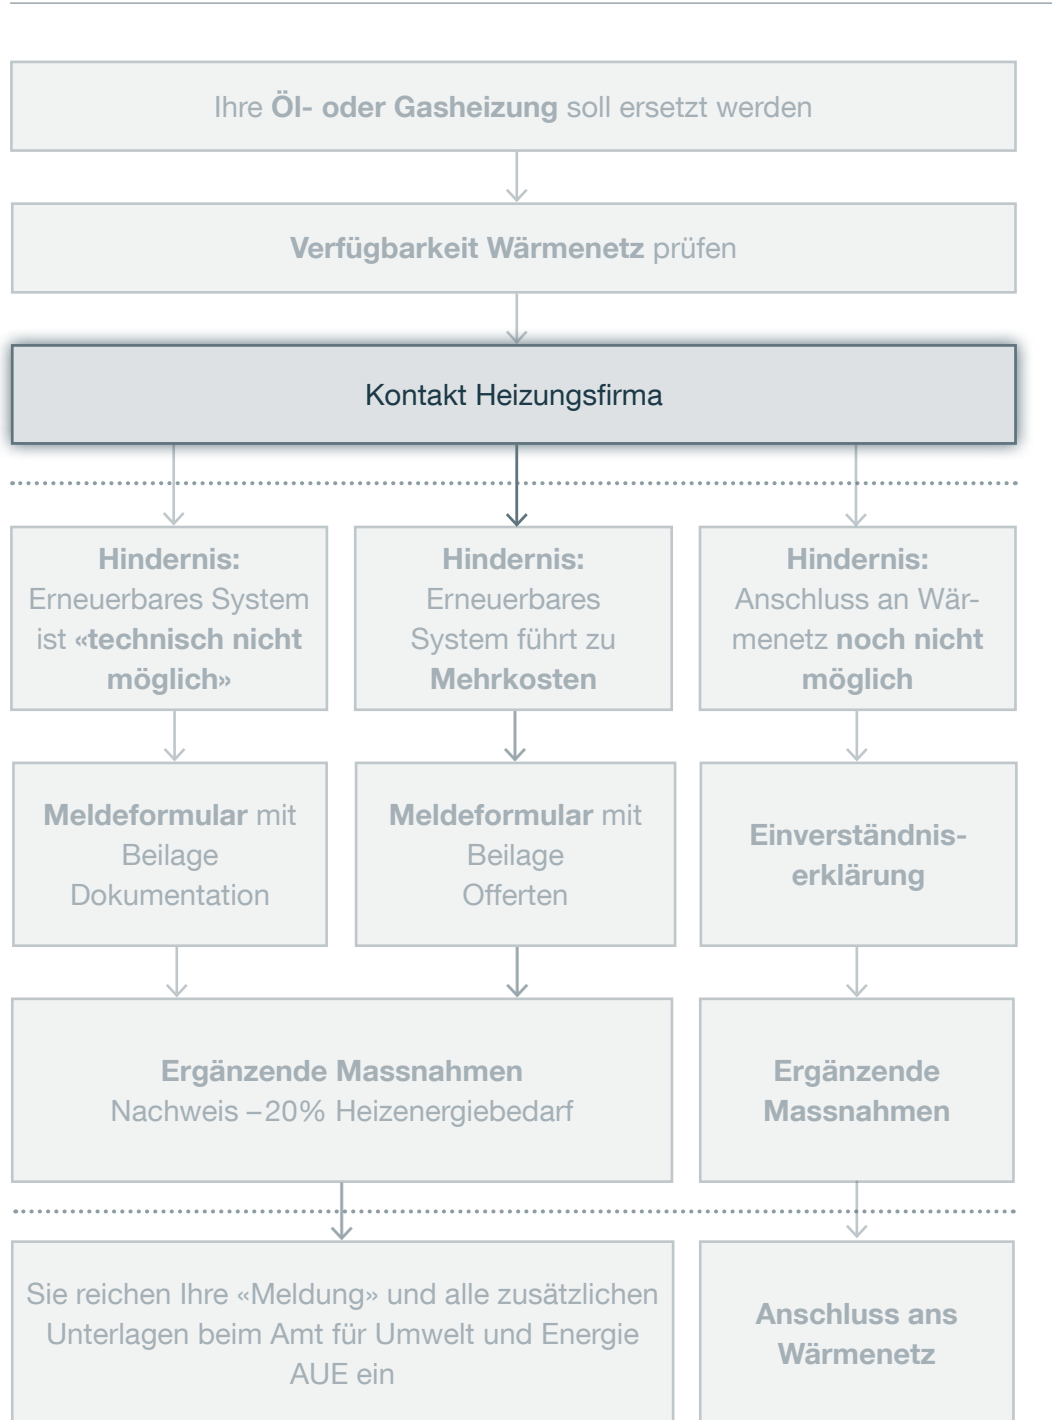 Ihre Öl- oder Gasheizung soll ersetzt werden
Verfügbarkeit Wärmenetz prüfen
Kontakt Heizungsfirma
Hindernis:
Erneuerbares System
ist «technisch nicht
möglich»
Hindernis:
Erneuerbares
System führt zu
Mehrkosten
Hindernis:
Anschluss an Wär-
menetz noch nicht
möglich
Meldeformular mit
Beilage
Dokumentation
Meldeformular mit
Beilage
Offerten
Einverständnis-
erklärung
Ergänzende Massnahmen
Nachweis –20% Heizenergiebedarf
Ergänzende
Massnahmen
Sie reichen Ihre «Meldung» und alle zusätzlichen
Unterlagen beim Amt für Umwelt und Energie
AUE ein
Anschluss ans
Wärmenetz